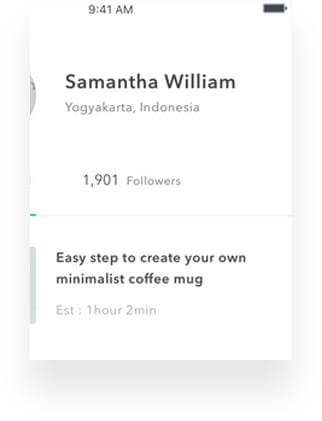 9:41 AM
Samantha William
Yogyakarta, Indonesia
1,901 Followers
Easy step to create your own
minimalist coffee mug
Est : 1hour 2min